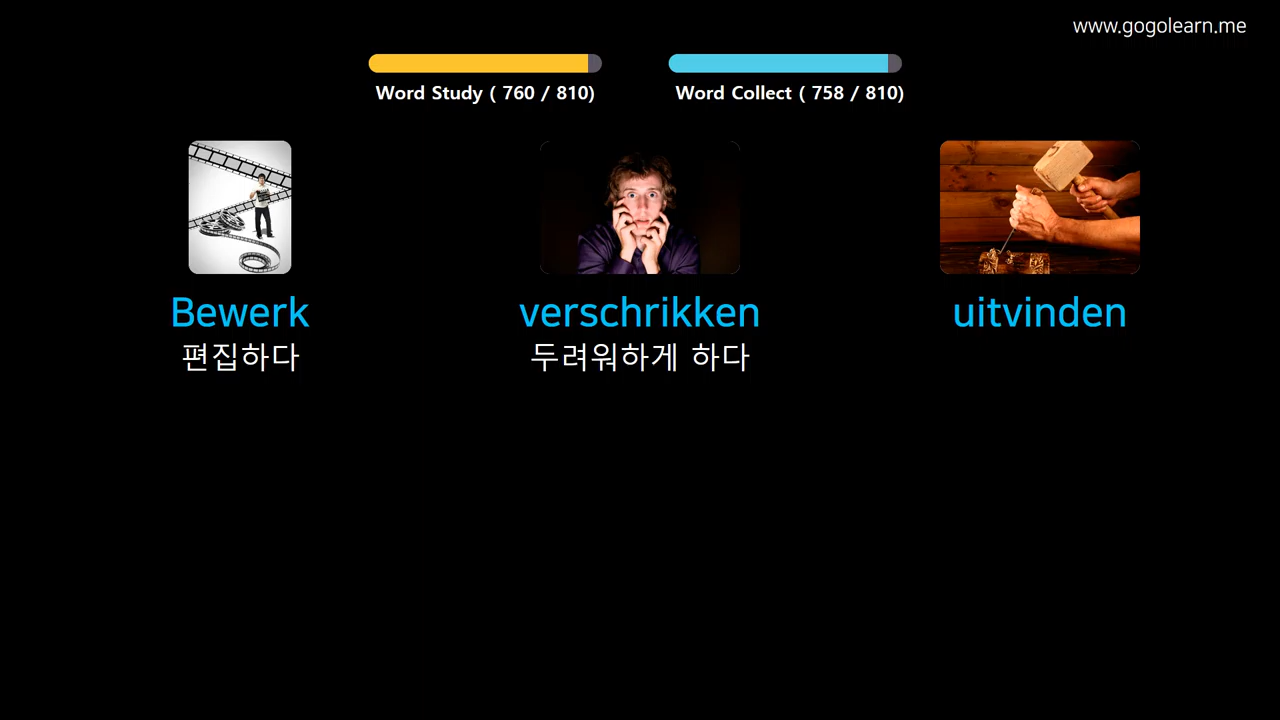 www.gogolearn.me
Word Study ( 760 / 810)
Word Collect ( 758 / 810)
Bewerk
편집하다
verschrikken
두려워하게 하다
uitvinden